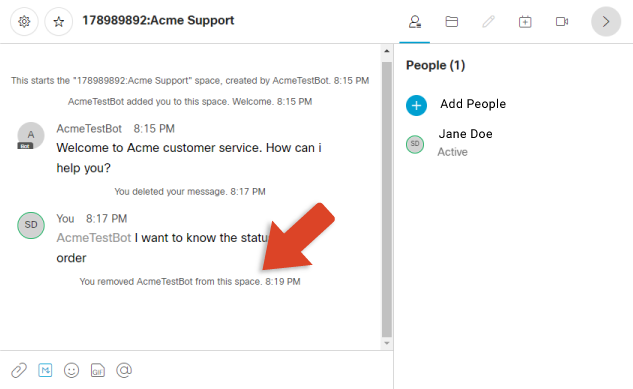 178989892:Acme Support
This starts the "178989892:Acme Support" space, created by AcmeTestBot. 8:15 PM
AcmeTestBot added you to this space. Welcome. 8:15 PM
A
Bot
AcmeTestBot 8:15 PM
Welcome to Acme customer service. How can i
help you?
You deleted your message. 8:17 PM
SD
You 8:17 PM
AcmeTestBot I want to know the statu
order
You removed AcmeTestBot from this space. 8:19 PM
M
GIF
@
People (1)
Add People
SD
Jane Doe
Active